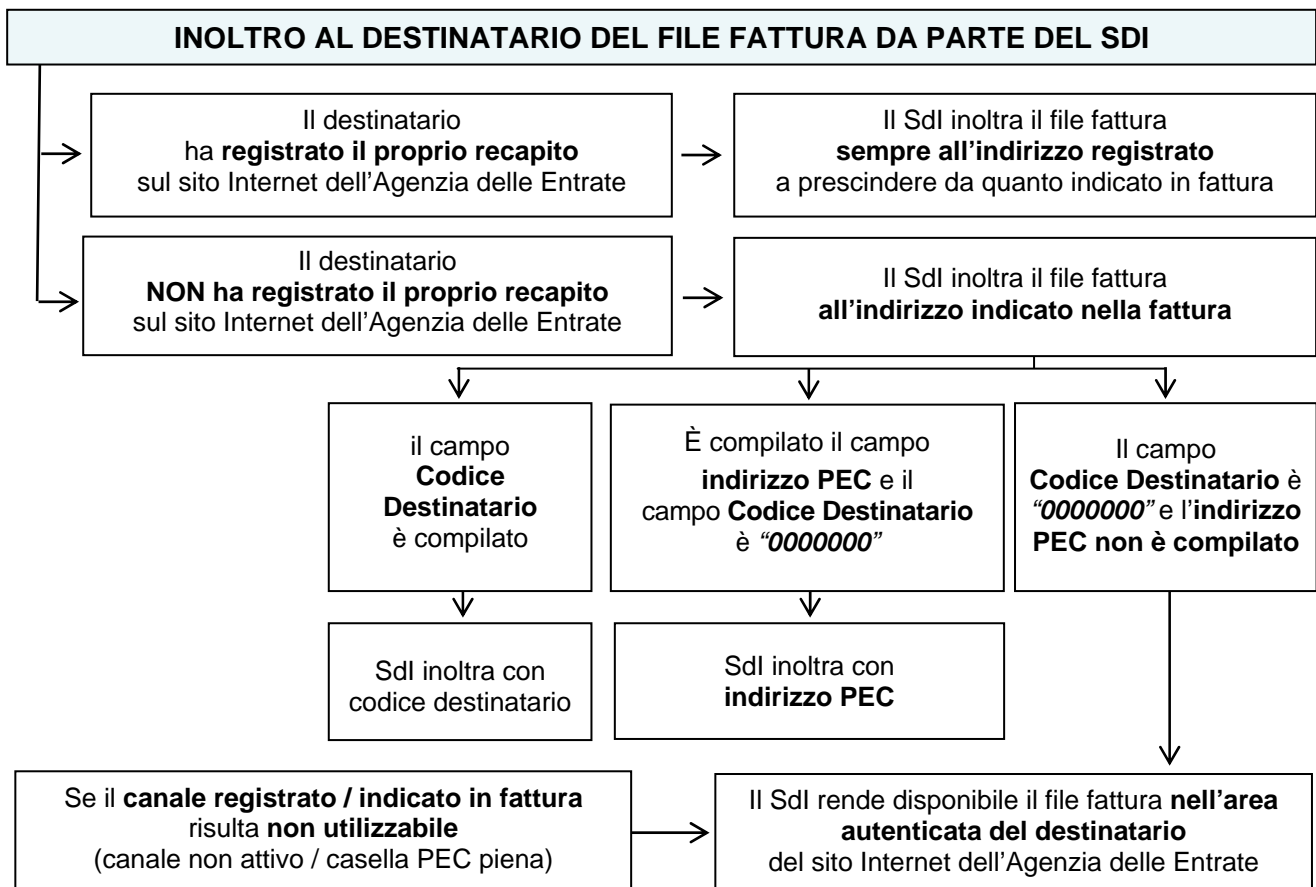 INOLTRO AL DESTINATARIO DEL FILE FATTURA DA PARTE DEL SDI
Il destinatario
ha registrato il proprio recapito
sul sito Internet dell'Agenzia delle Entrate
Il SdI inoltra il file fattura
sempre all'indirizzo registrato
a prescindere da quanto indicato in fattura
Il destinatario
NON ha registrato il proprio recapito
sul sito Internet dell'Agenzia delle Entrate
Il SdI inoltra il file fattura
all'indirizzo indicato nella fattura
il campo
Codice
Destinatario
è compilato
È compilato il campo
indirizzo PEC e il
campo Codice Destinatario
è "0000000"
Il campo
Codice Destinatario è
"0000000" e l'indirizzo
PEC non è compilato
SdI inoltra con
codice destinatario
SdI inoltra con
indirizzo PEC
Se il canale registrato / indicato in fattura
risulta non utilizzabile
(canale non attivo / casella PEC piena)
Il SdI rende disponibile il file fattura nell'area
autenticata del destinatario
del sito Internet dell'Agenzia delle Entrate